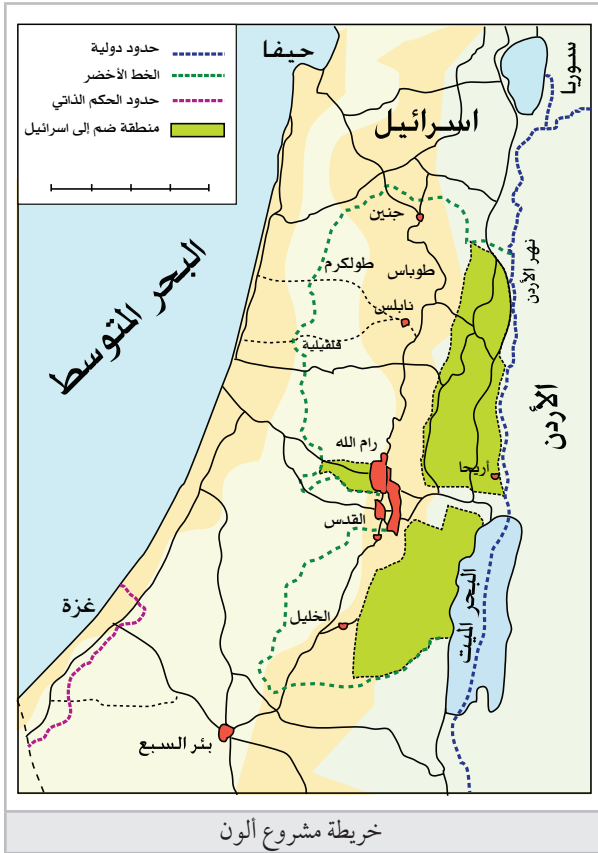 حدود دولية
الخط الأخضر
حدود الحكم الذاتي
منطقة ضم إلى اسرائيل
حيفا
سوريا
اسرائيل
جنين
نهر الأردن
طولكرم
طوباس
نابلس
قلقيلية
البحر المتوسط
الأردن
رام الله
أريحا
القدس
البحر الميت
غزة
الخليل
بئر السبع
خريطة مشروع ألون